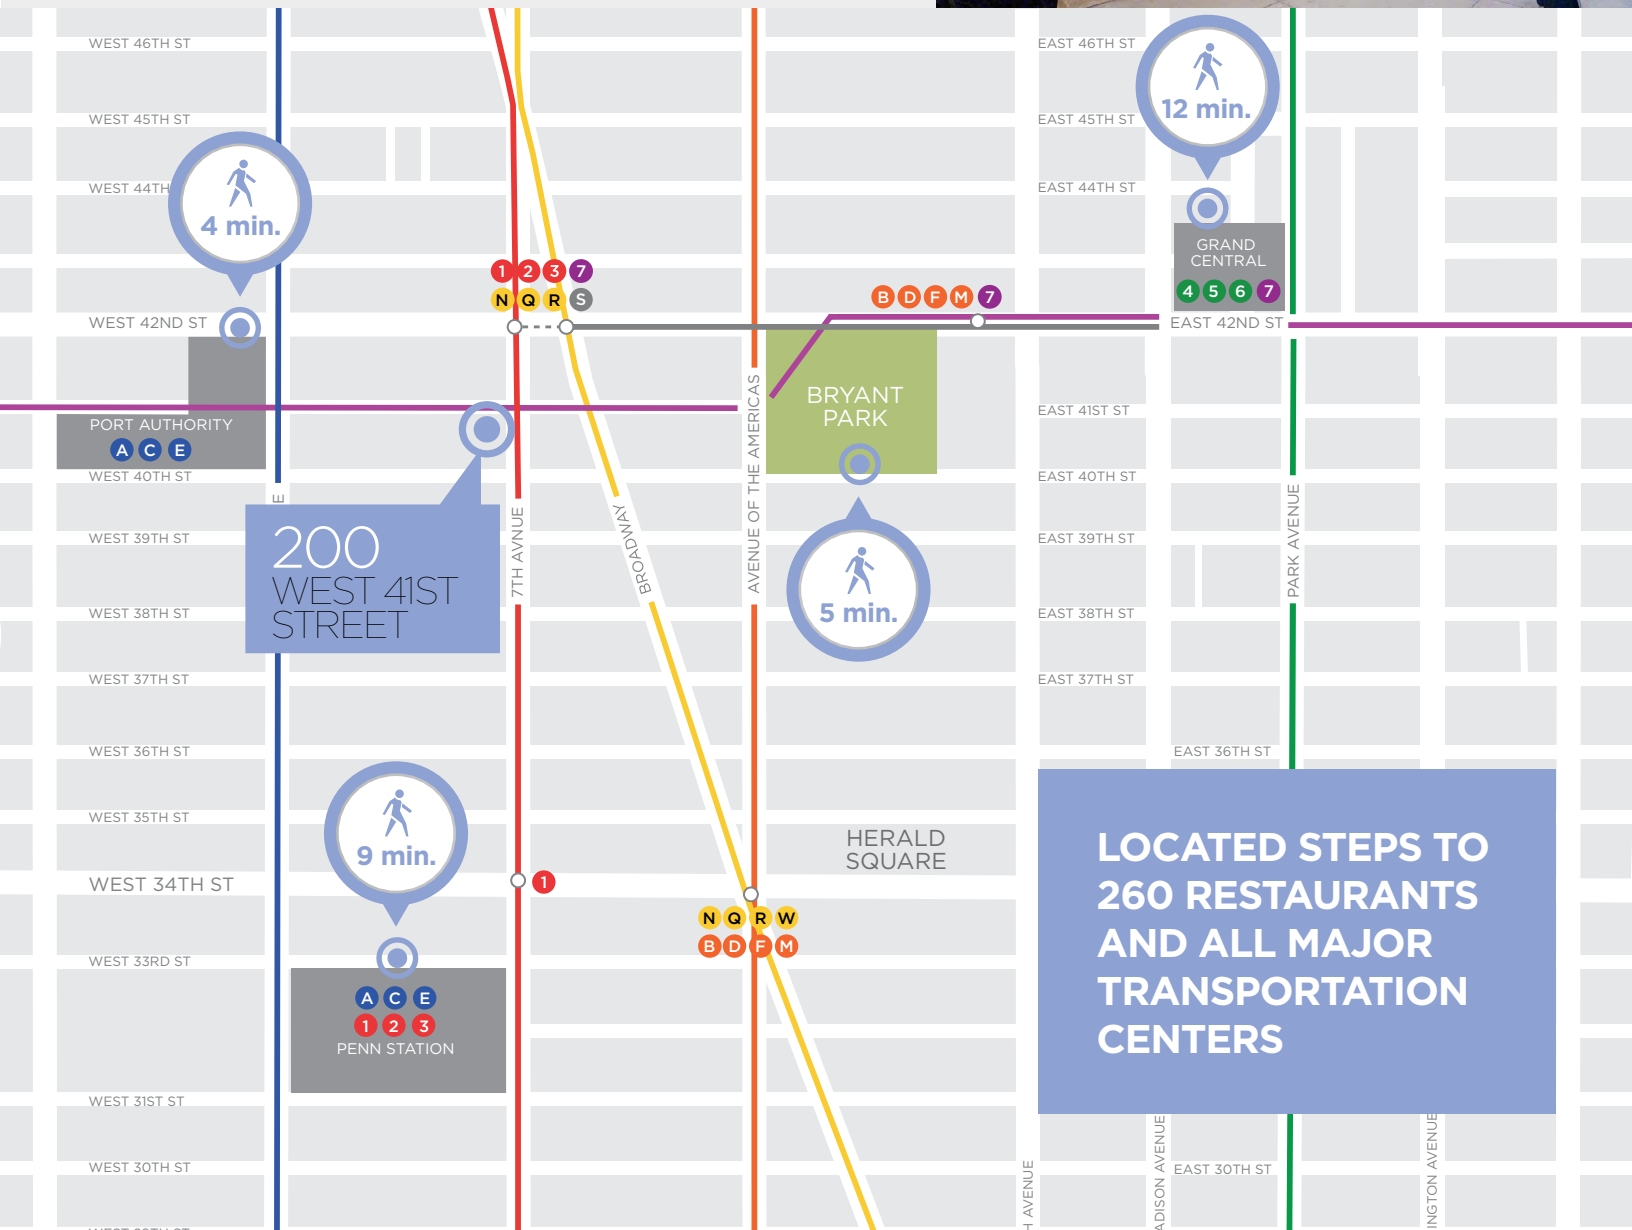 WEST 46TH ST
EAST 46TH ST
12 min.
WEST 45TH ST
EAST 45TH ST
WEST 44TH
EAST 44TH ST
4 min.
GRAND
CENTRAL
4 5 6 7
1 2 3 7
N Q R S
B D F M 7
WEST 42ND ST
EAST 42ND ST
BRYANT
PARK
EAST 41ST ST
PORT AUTHORITY
A C E
WEST 40TH ST
EAST 40TH ST
E
200
WEST 41ST
STREET
7TH AVNUE
BROADWAY
AVENUE OF THE AMERICAS
PARK AVENUE
WEST 39TH ST
EAST 39TH ST
5 min.
WEST 38TH ST
EAST 38TH ST
WEST 37TH ST
EAST 37TH ST
WEST 36TH ST
EAST 36TH ST
WEST 35TH ST
9 min.
HERALD
SQUARE
WEST 34TH ST
1
N Q R W
B D F M
WEST 33RD ST
A C E
1 2 3
PENN STATION
LOCATED STEPS TO
260 RESTAURANTS
AND ALL MAJOR
TRANSPORTATION
CENTERS
WEST 31ST ST
WEST 30TH ST
EAST 30TH ST
H AVENUE
ADISON AVENUE
INGTON AVENUE